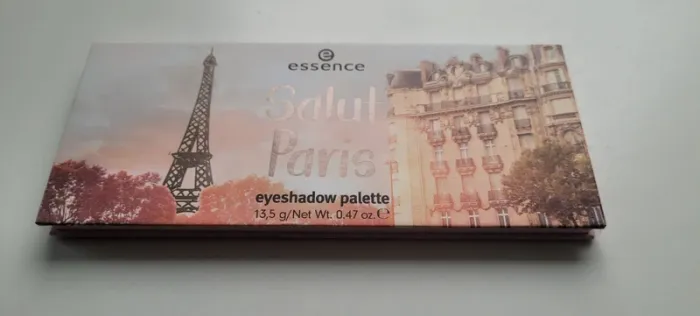 essence
Salut
Paris
eyeshadow palette
13,5 g/Net Wt. 0.47 oz. ℮